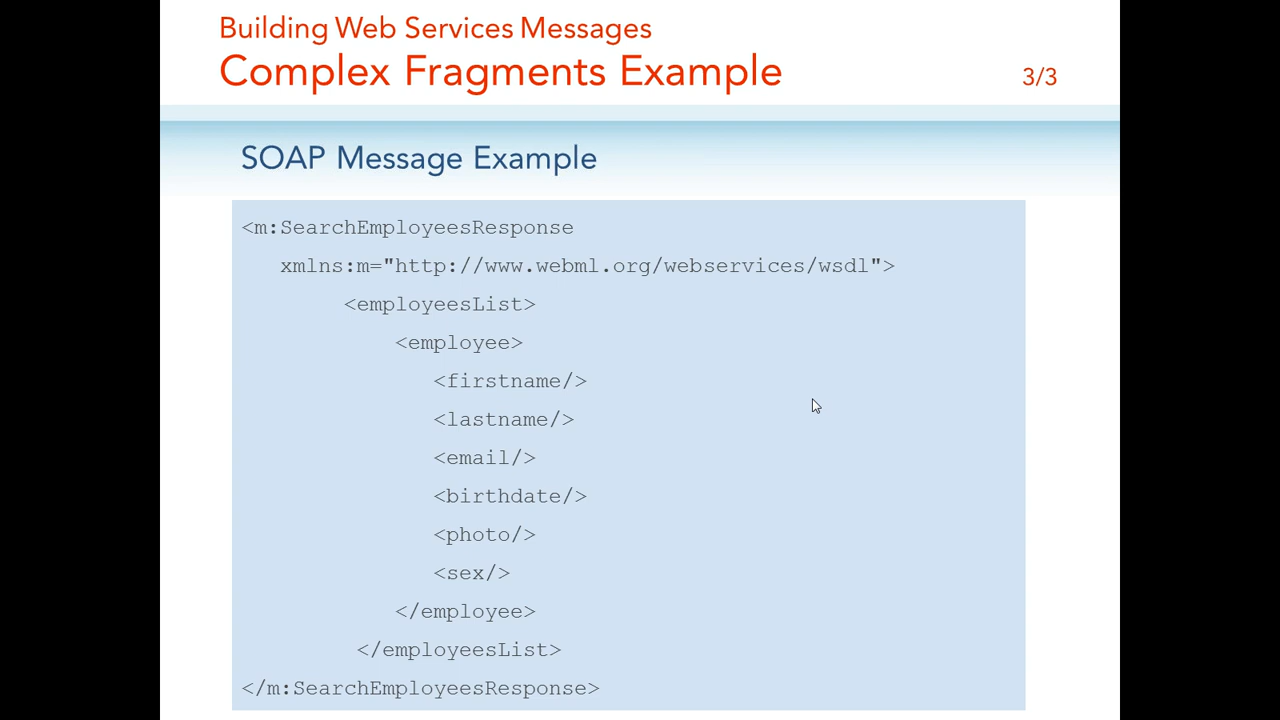 Building Web Services Messages
Complex Fragments Example
3/3
SOAP Message Example
<m:SearchEmployeesResponse
xmlns:m="http://www.webml.org/webservices/wsdl">
<employeesList>
<employee>
<firstname/>
<lastname/>
<email/>
<birthdate/>
<photo/>
<sex/>
</employee>
</employeesList>
</m:SearchEmployeesResponse>